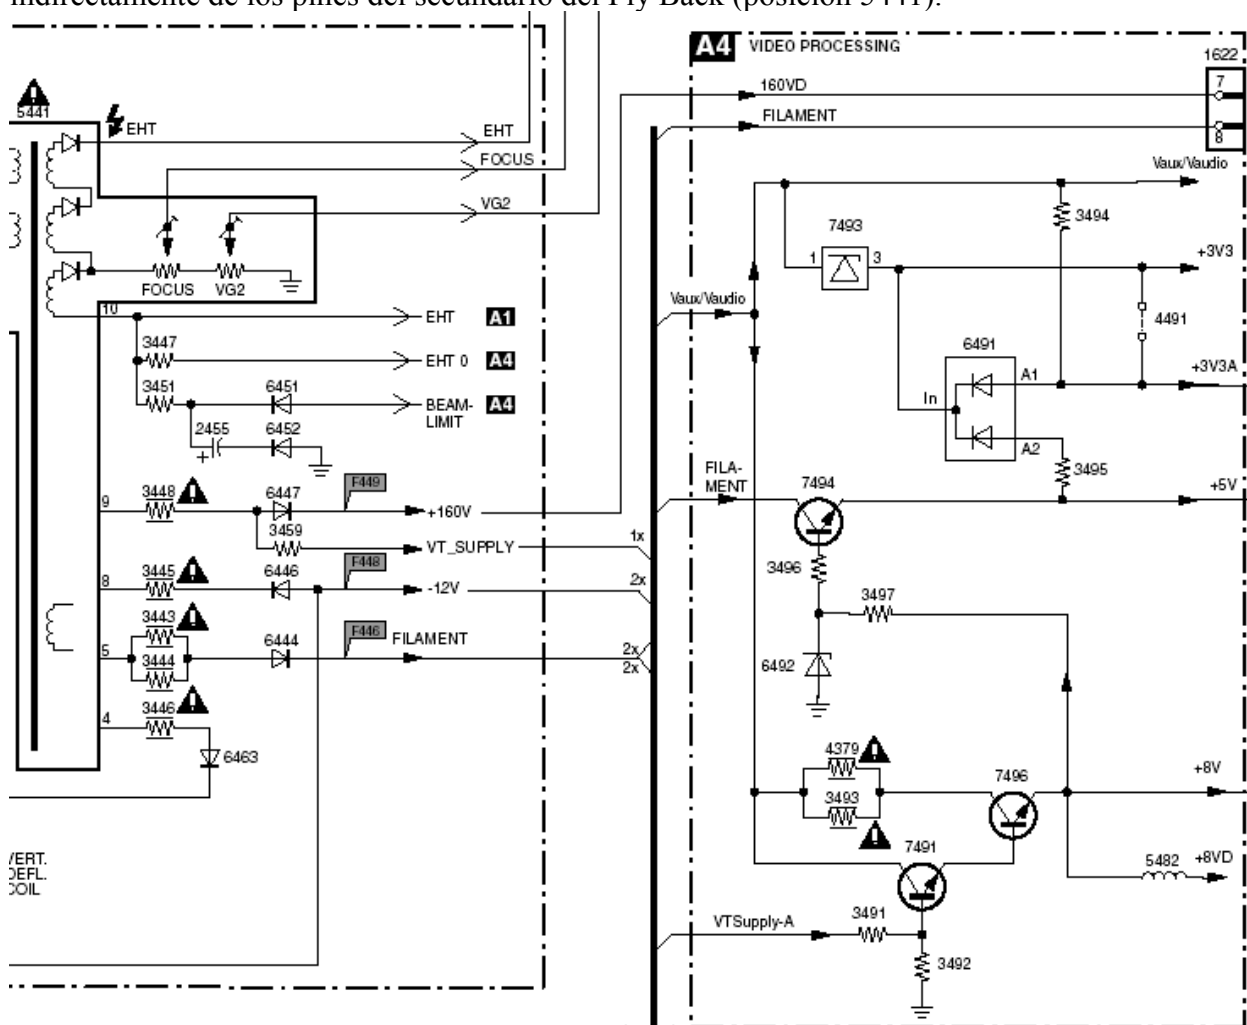 indirectamente de los pines del secundario del Fly Back (posición 5441).
A4 VIDEO PROCESSING
1622
5441
EHT
EHT
FOCUS
VG2
FOCUS
VG2
10
EHT A1
3447
EHT 0 A4
3451
6451
BEAM-
LIMIT
A4
2455
+
6452
9
3448
6447
F449
+160V
3459
VT_SUPPLY
1x
8
3445
6446
F448
-12V
2x
3443
5
3444
6444
F446
FILAMENT
2x
2x
4
3446
6463
VERT.
DEFL.
COIL
160VD
7
FILAMENT
8
Vaux/Vaudio
3494
7493
1
3
+3V3
Vaux/Vaudio
4491
6491
A1
+3V3A
In
A2
3495
FILA-
MENT
7494
+5V
3496
3497
6492
4379
3493
7496
+8V
7491
5482
+8VD
VTSupply-A
3491
3492